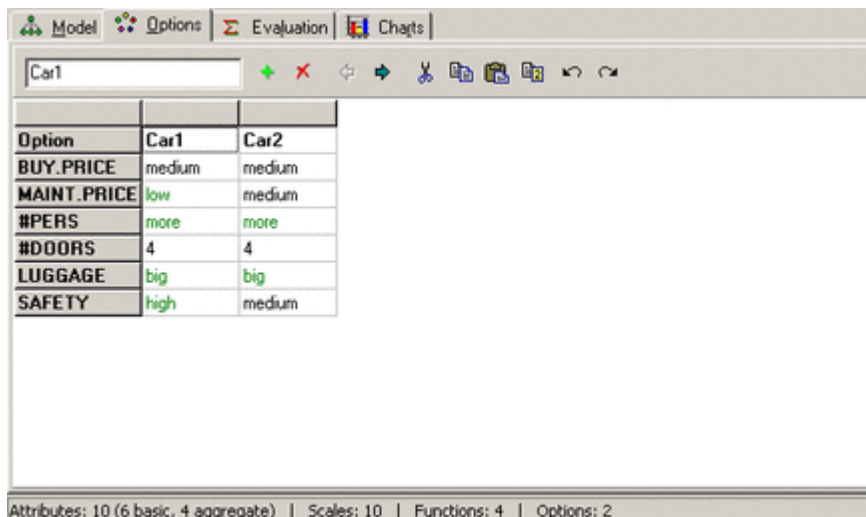 Model Options Evaluation Charts
Car1
Option Car1 Car2
BUY.PRICE medium medium
MAINT.PRICE low medium
#PERS more more
#DOORS 4 4
LUGGAGE big big
SAFETY high medium
Attributes: 10 (6 basic, 4 aggregate) | Scales: 10 | Functions: 4 | Options: 2